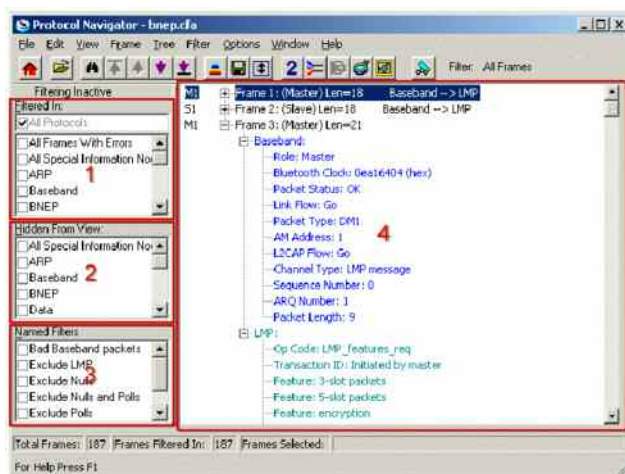 Protocol Navigator - bnep.cfa
File Edit View Frame Tree Filter Options Window Help
2 Filter: All Frames
Filtering Inactive
Filtered In:
All Protocols
All Frames With Errors
All Special Information No
ARP
Baseband
BNEP
1
Hidden From View:
All Special Information No
ARP
Baseband
BNEP
Data
2
Named Filters
Bad Baseband packets
Exclude LMP
Exclude Nulls
Exclude Nulls and Polls
Exclude Polls
3
M1 Frame 1: (Master) Len=18 Baseband --> LMP
S1 Frame 2: (Slave) Len=18 Baseband --> LMP
M1 Frame 3: (Master) Len=21
Baseband:
Role: Master
Bluetooth Clock: 0ea16404 (hex)
Packet Status: OK
Link Flow: Go
Packet Type: DM1
AM Address: 1
L2CAP Flow: Go
Channel Type: LMP message
Sequence Number: 0
ARQ Number: 1
Packet Length: 9
LMP:
Op Code: LMP_features_req
Transaction ID: Initiated by master
Feature: 3-slot packets
Feature: 5-slot packets
Feature: encryption
4
Total Frames: 187 Frames Filtered In: 187 Frames Selected:
For Help Press F1